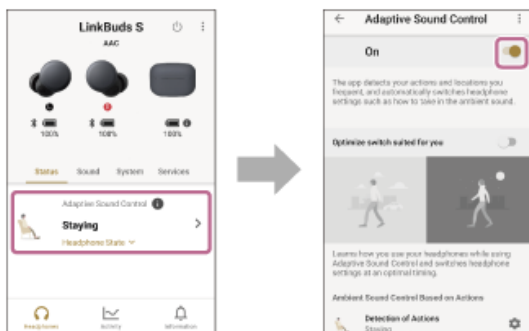 LinkBuds S
AAC
100%
100%
100%
Status Sound System Services
Adaptive Sound Control
Staying
Headphone State
Headphones
Activity
Information
Adaptive Sound Control
On
The app detects your actions and locations you
frequent, and automatically switches headphone
settings such as how to take in the ambient sound.
Optimize switch suited for you
Learns how you use your headphones while using
Adaptive Sound Control and switches headphone
settings at an optimal timing.
Ambient Sound Control Based on Actions
Detection of Actions
Staying